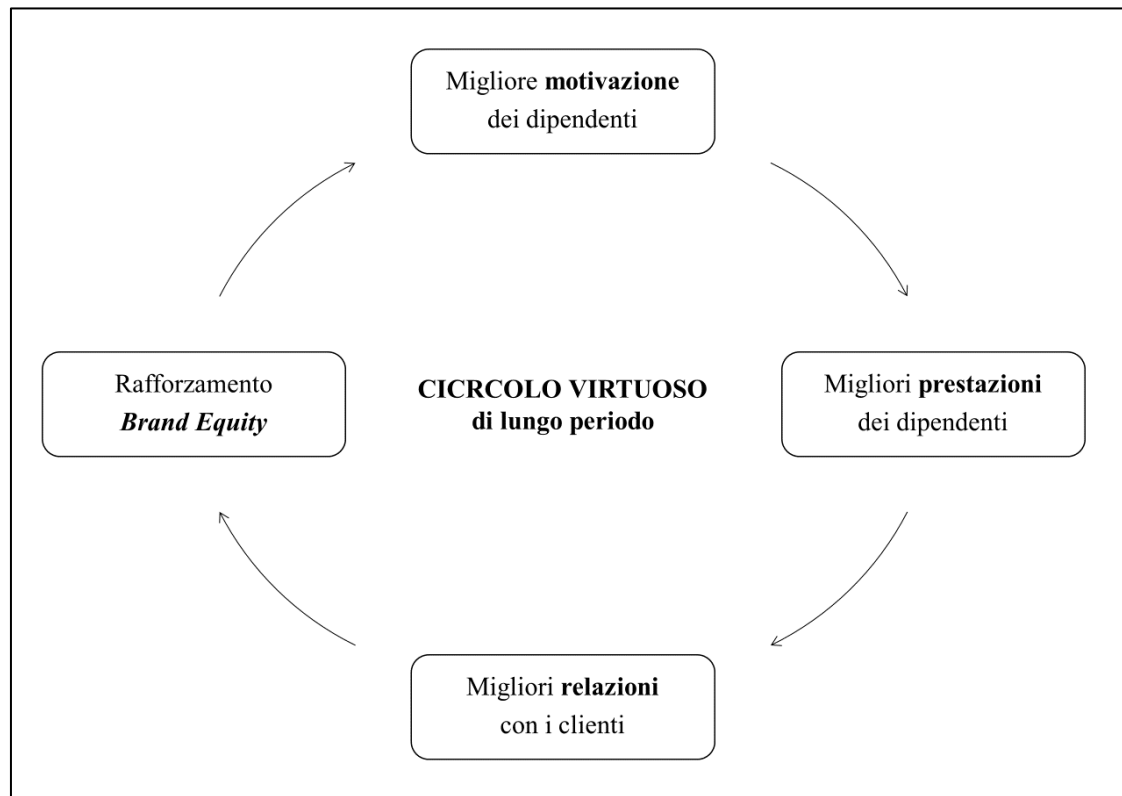 Migliore motivazione
dei dipendenti
Rafforzamento
Brand Equity
CICRCOLO VIRTUOSO
di lungo periodo
Migliori prestazioni
dei dipendenti
Migliori relazioni
con i clienti